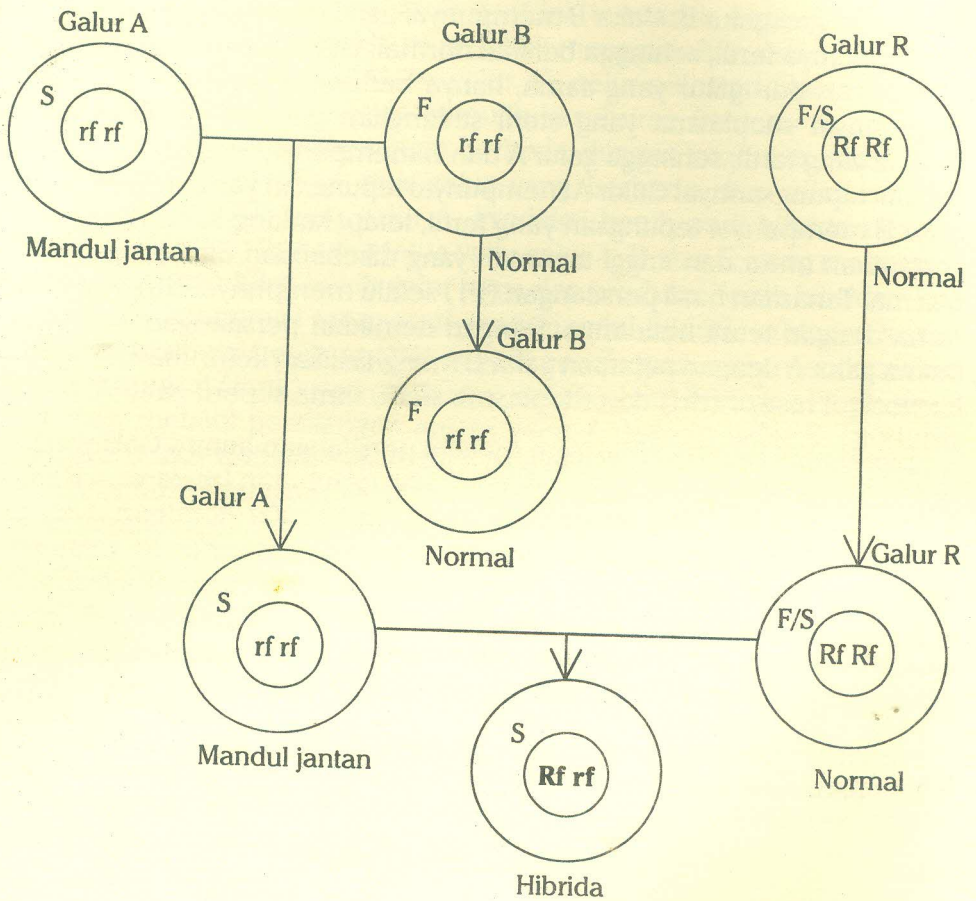 Galur A
S
rf rf
Mandul jantan
Galur B
F
rf rf
Normal
Galur R
F/S
Rf Rf
Normal
Galur B
F
rf rf
Normal
Galur A
S
rf rf
Mandul jantan
Galur R
F/S
Rf Rf
Normal
S
Rf rf
Hibrida